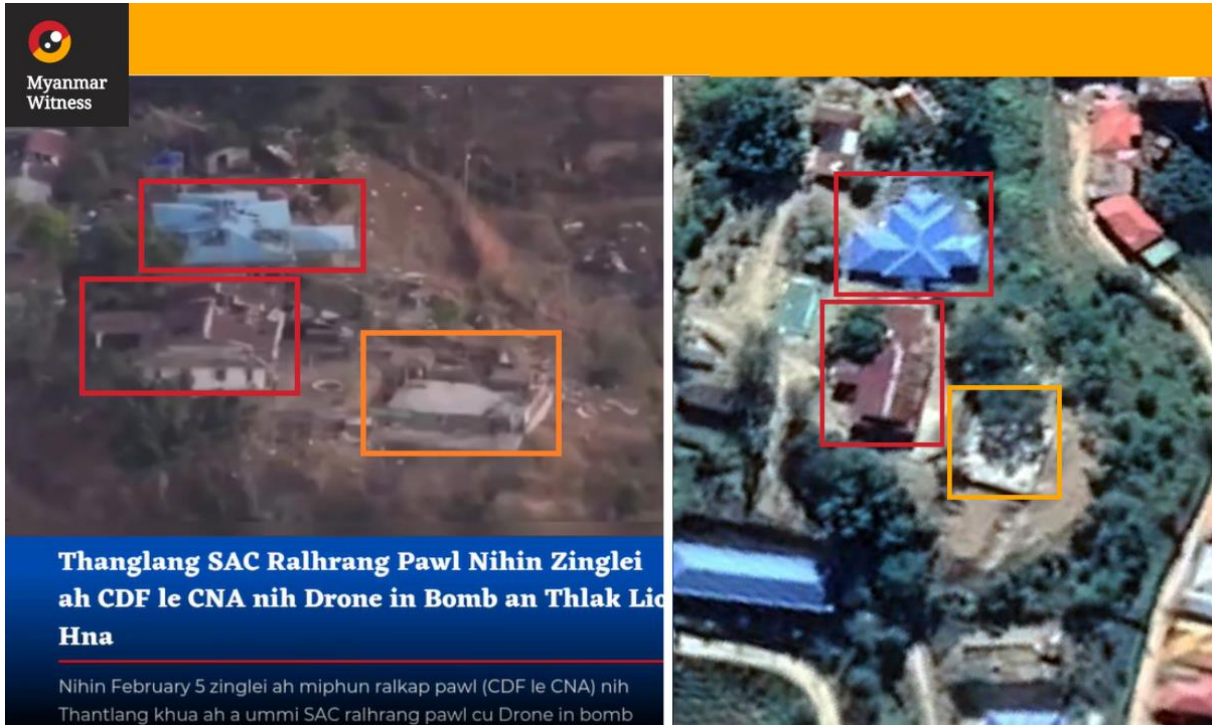 Myanmar
Witness
Thanglang SAC Ralhrang Pawl Nihin Zinglei
ah CDF le CNA nih Drone in Bomb an Thlak Lio
Hna
Nihin February 5 zinglei ah miphun ralkap pawl (CDF le CNA) nih
Thantlang khua ah a ummi SAC ralhrang pawl cu Drone in bomb